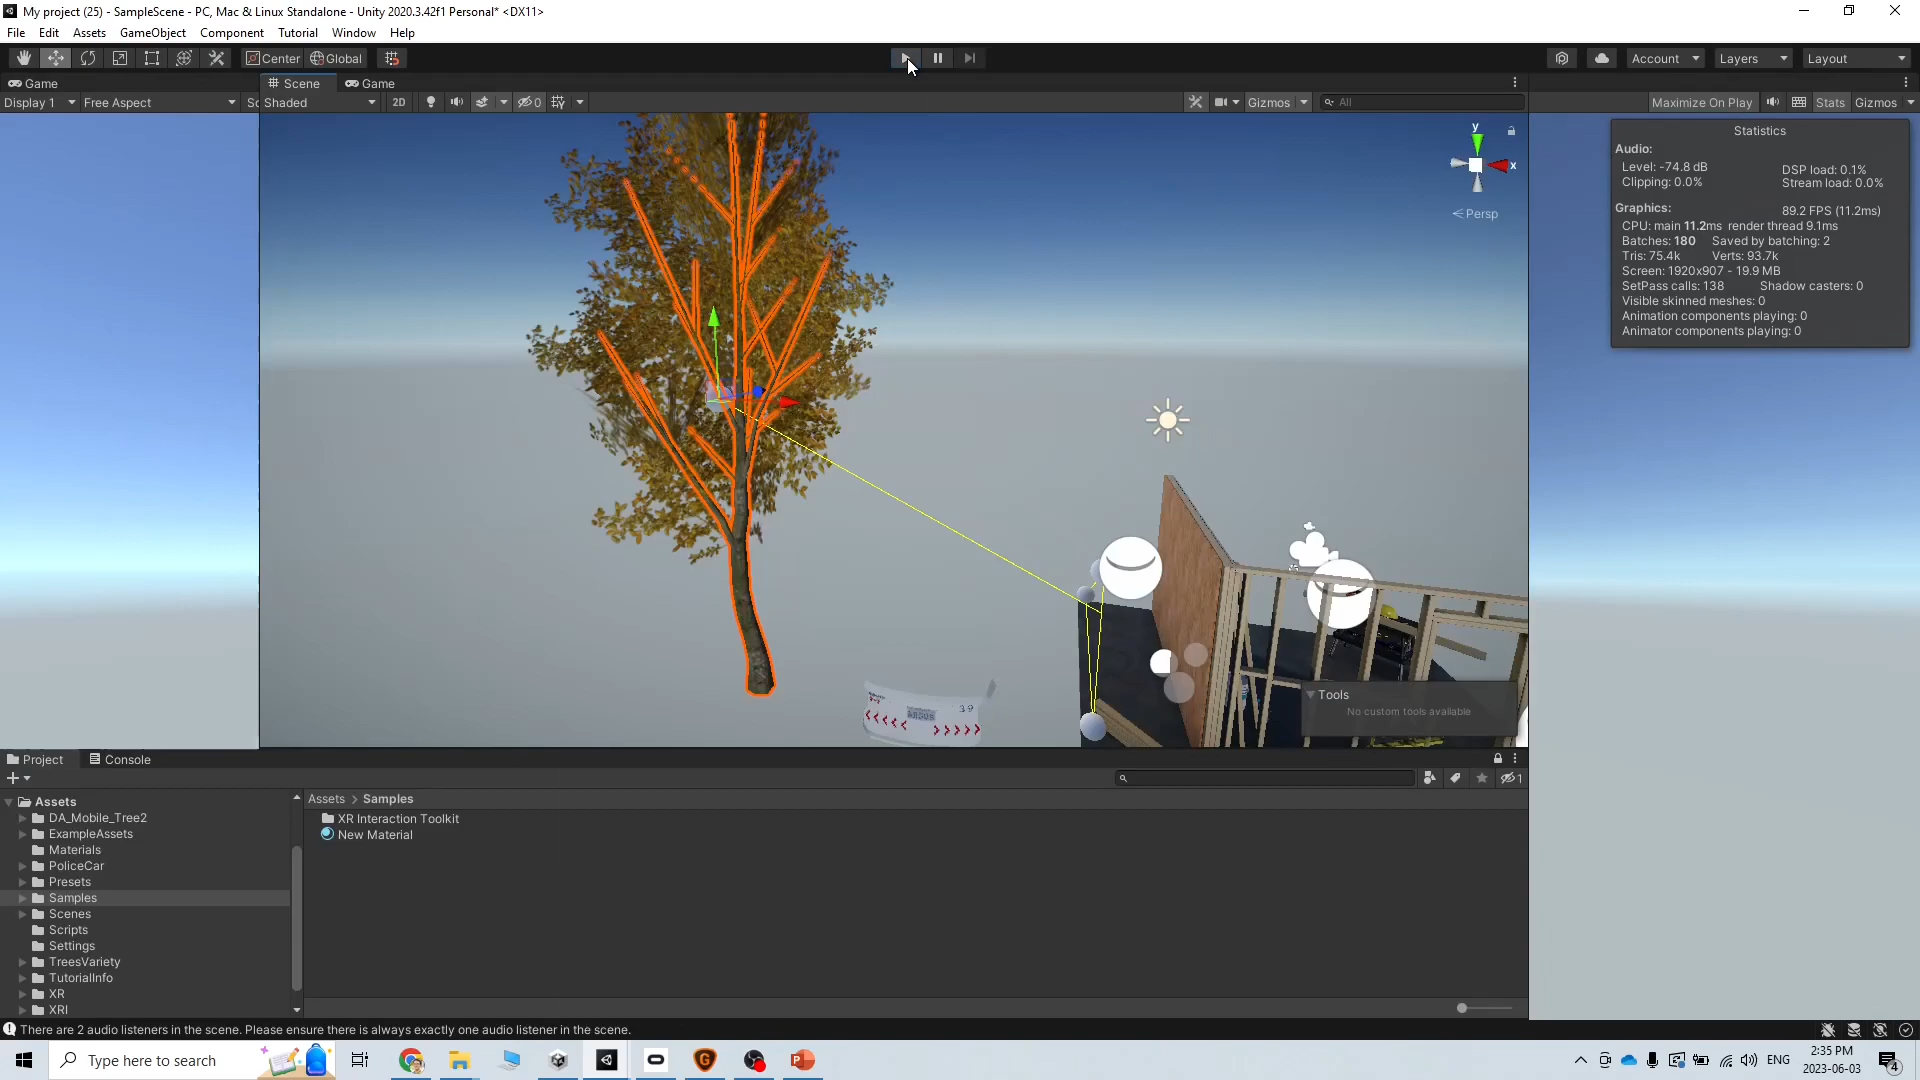 My project (25) - SampleScene - PC, Mac & Linux Standalone - Unity 2020.3.42f1 Personal* <DX11>
File Edit Assets GameObject Component Tutorial Window Help
Center Global
Account Layers Layout
Game
Scene Game
Display 1 Free Aspect Sc
Shaded 2D 0 Gizmos All
Maximize On Play Stats Gizmos
y
x
Persp
Statistics
Audio:
Level: -74.8 dB DSP load: 0.1%
Clipping: 0.0% Stream load: 0.0%
Graphics: 89.2 FPS (11.2ms)
CPU: main 11.2ms render thread 9.1ms
Batches: 180 Saved by batching: 2
Tris: 75.4k Verts: 93.7k
Screen: 1920x907 - 19.9 MB
SetPass calls: 138 Shadow casters: 0
Visible skinned meshes: 0
Animation components playing: 0
Animator components playing: 0
39
Tools
No custom tools available
Project Console
1
Assets
DA_Mobile_Tree2
ExampleAssets
Materials
PoliceCar
Presets
Samples
Scenes
Scripts
Settings
TreesVariety
TutorialInfo
XR
XRI
Assets > Samples
XR Interaction Toolkit
New Material
There are 2 audio listeners in the scene. Please ensure there is always exactly one audio listener in the scene.
Type here to search
ENG
2:35 PM
2023-06-03
4